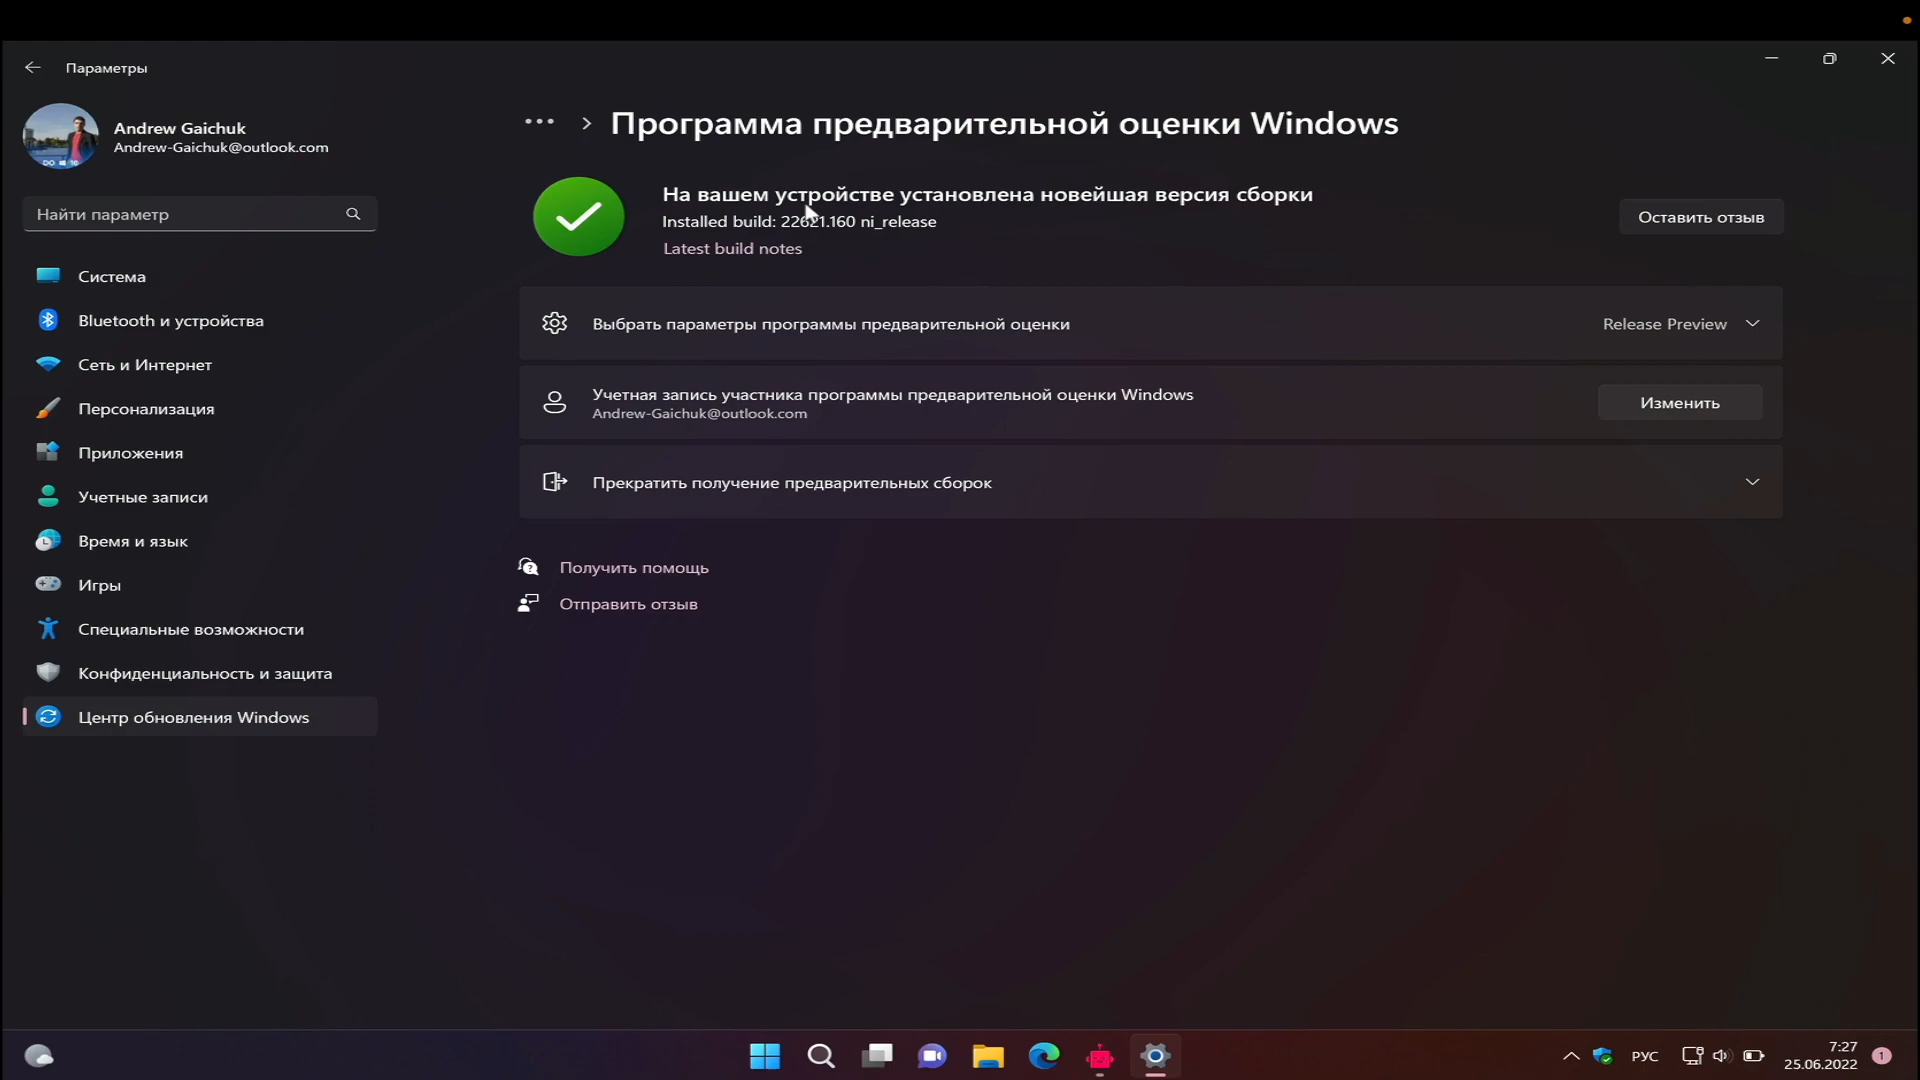 Параметры
Andrew Gaichuk
Andrew-Gaichuk@outlook.com
Найти параметр
Система
Bluetooth и устройства
Сеть и Интернет
Персонализация
Приложения
Учетные записи
Время и язык
Игры
Специальные возможности
Конфиденциальность и защита
Центр обновления Windows
••• > Программа предварительной оценки Windows
На вашем устройстве установлена новейшая версия сборки
Installed build: 22621.160 ni_release
Latest build notes
Оставить отзыв
Выбрать параметры программы предварительной оценки
Release Preview
Учетная запись участника программы предварительной оценки Windows
Andrew-Gaichuk@outlook.com
Изменить
Прекратить получение предварительных сборок
Получить помощь
Отправить отзыв
РУС
7:27
25.06.2022
1